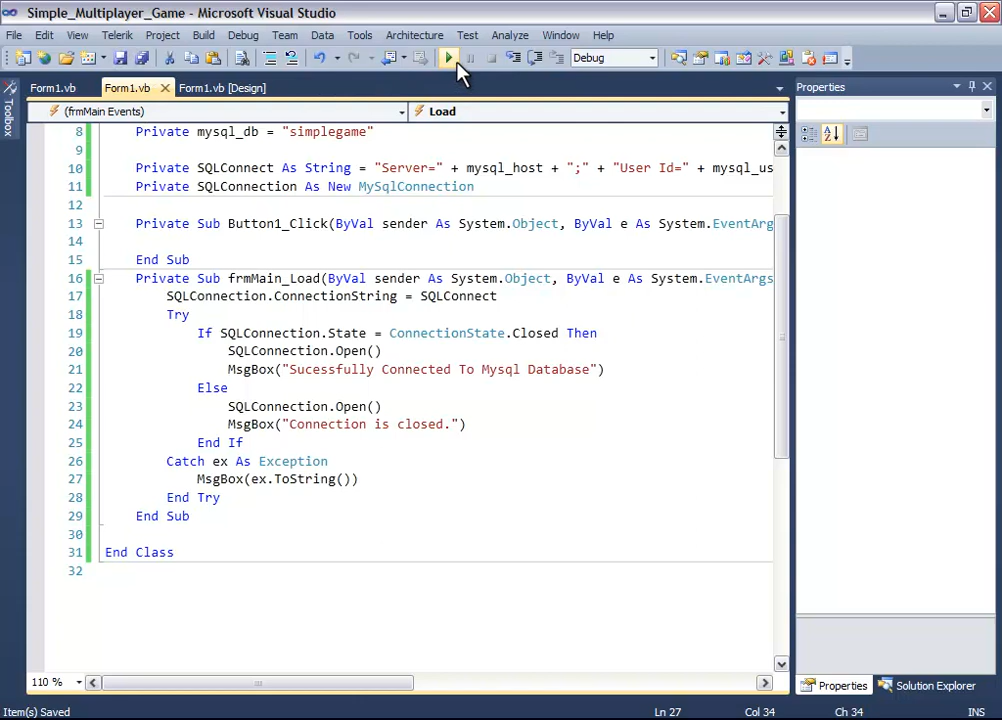 Simple_Multiplayer_Game - Microsoft Visual Studio
File Edit View Telerik Project Build Debug Team Data Tools Architecture Test Analyze Window Help
Debug
Form1.vb Form1.vb Form1.vb [Design]
Properties
(frmMain Events) Load
Toolbox
8 Private mysql_db = "simplegame"
9
10 Private SQLConnect As String = "Server=" + mysql_host + ";" + "User Id=" + mysql_us
11 Private SQLConnection As New MySqlConnection
12
13 Private Sub Button1_Click(ByVal sender As System.Object, ByVal e As System.EventArgs
14
15 End Sub
16 Private Sub frmMain_Load(ByVal sender As System.Object, ByVal e As System.EventArgs
17 SQLConnection.ConnectionString = SQLConnect
18 Try
19 If SQLConnection.State = ConnectionState.Closed Then
20 SQLConnection.Open()
21 MsgBox("Sucessfully Connected To Mysql Database")
22 Else
23 SQLConnection.Open()
24 MsgBox("Connection is closed.")
25 End If
26 Catch ex As Exception
27 MsgBox(ex.ToString())
28 End Try
29 End Sub
30
31 End Class
32
110 %
Properties Solution Explorer
Item(s) Saved Ln 27 Col 34 Ch 34 INS